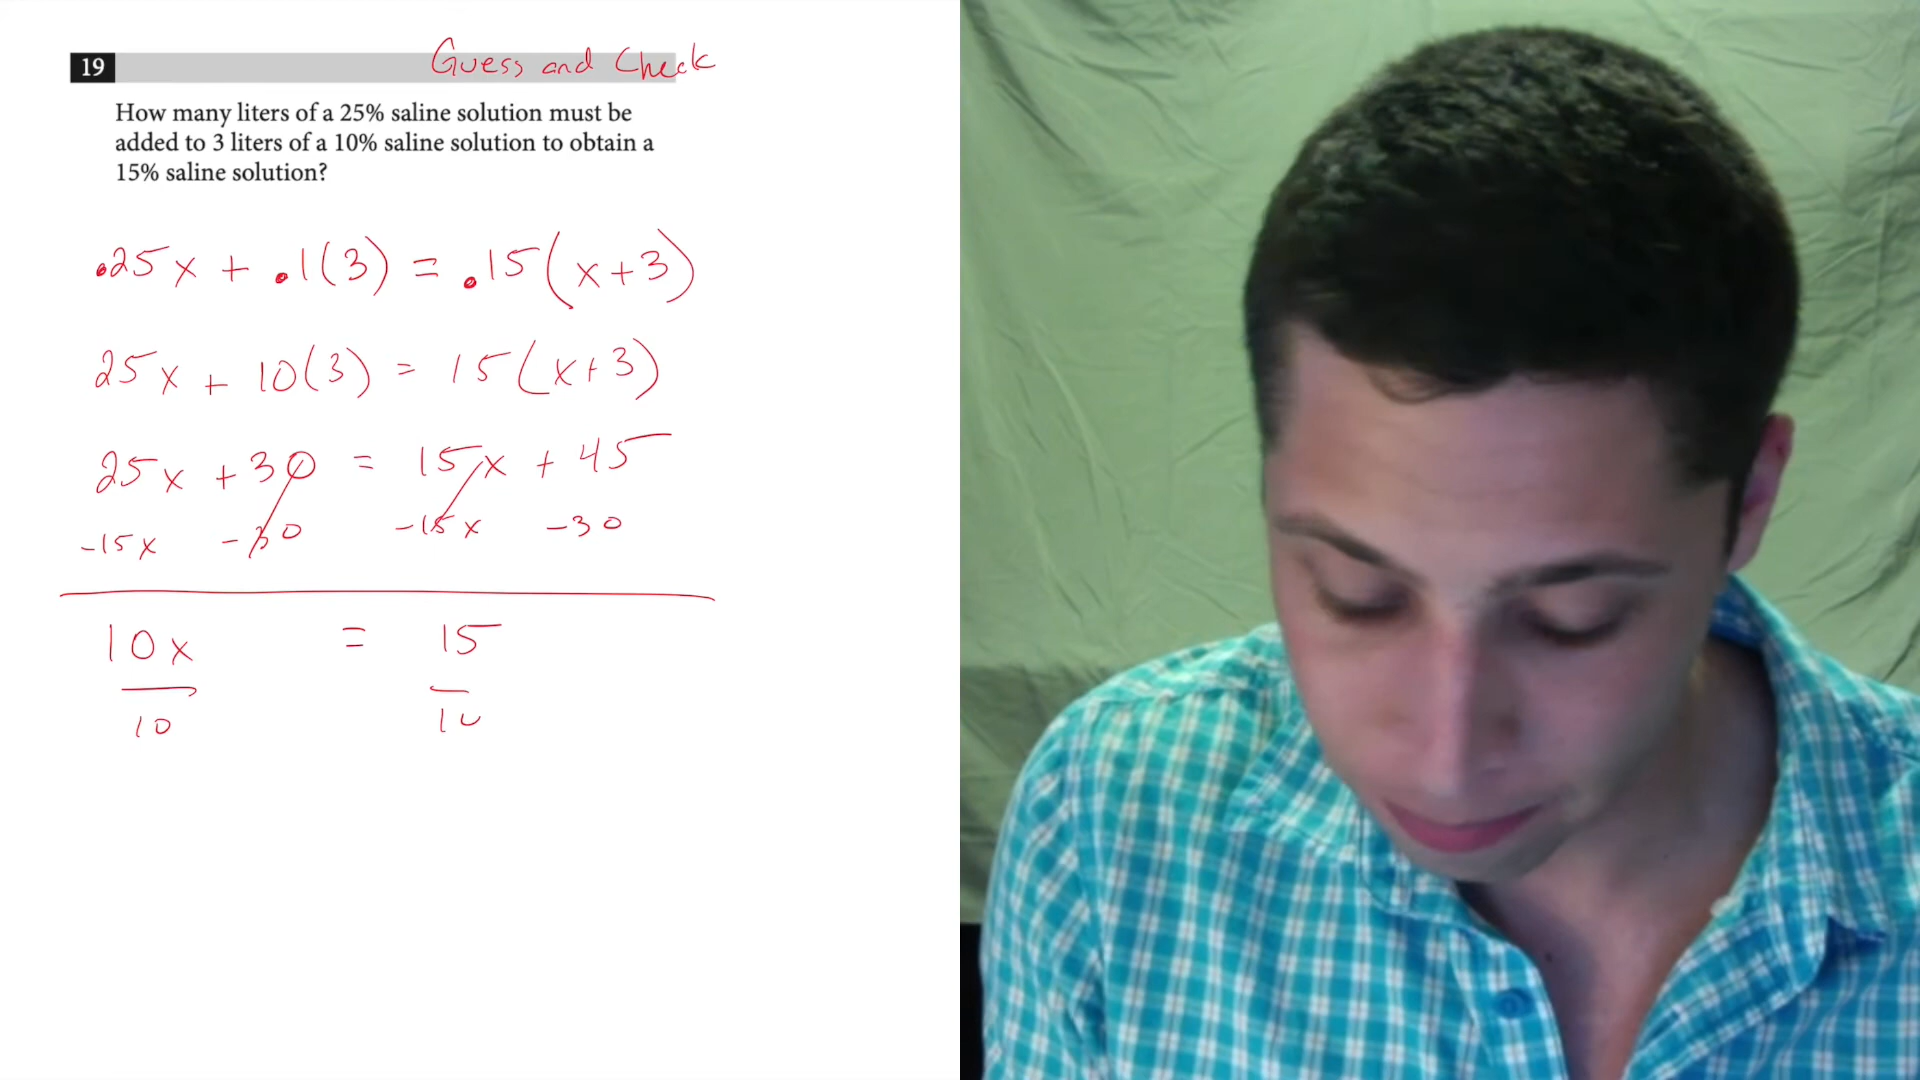 19 Guess and Check
How many liters of a 25% saline solution must be
added to 3 liters of a 10% saline solution to obtain a
15% saline solution?
.25x + .1(3) = .15(x+3)
25x + 10(3) = 15(x+3)
25x + 30 = 15x + 45
-15x -30 -15x -30
10x = 15
10 10